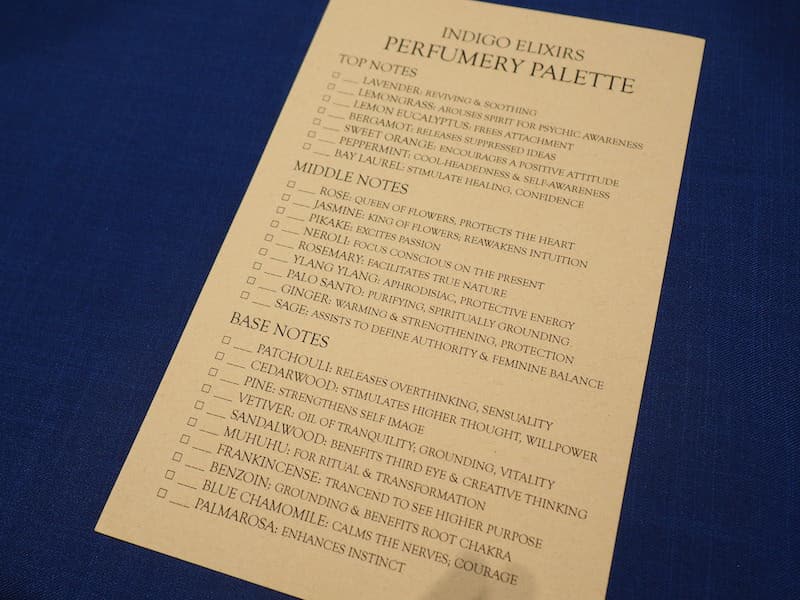 INDIGO ELIXIRS
PERFUMERY PALETTE
TOP NOTES
☐ ___ LAVENDER: REVIVING & SOOTHING
☐ ___ LEMONGRASS: AROUSES SPIRIT FOR PSYCHIC AWARENESS
☐ ___ LEMON EUCALYPTUS: FREES ATTACHMENT
☐ ___ BERGAMOT: RELEASES SUPPRESSED IDEAS
☐ ___ SWEET ORANGE: ENCOURAGES A POSITIVE ATTITUDE
☐ ___ PEPPERMINT: COOL-HEADEDNESS & SELF-AWARENESS
☐ ___ BAY LAUREL: STIMULATE HEALING, CONFIDENCE
MIDDLE NOTES
☐ ___ ROSE: QUEEN OF FLOWERS, PROTECTS THE HEART
☐ ___ JASMINE: KING OF FLOWERS; REAWAKENS INTUITION
☐ ___ PIKAKE: EXCITES PASSION
☐ ___ NEROLI: FOCUS CONSCIOUS ON THE PRESENT
☐ ___ ROSEMARY: FACILITATES TRUE NATURE
☐ ___ YLANG YLANG: APHRODISIAC, PROTECTIVE ENERGY
☐ ___ PALO SANTO: PURIFYING, SPIRITUALLY GROUNDING
☐ ___ GINGER: WARMING & STRENGTHENING, PROTECTION
☐ ___ SAGE: ASSISTS TO DEFINE AUTHORITY & FEMININE BALANCE
BASE NOTES
☐ ___ PATCHOULI: RELEASES OVERTHINKING, SENSUALITY
☐ ___ CEDARWOOD: STIMULATES HIGHER THOUGHT, WILLPOWER
☐ ___ PINE: STRENGTHENS SELF IMAGE
☐ ___ VETIVER: OIL OF TRANQUILITY; GROUNDING, VITALITY
☐ ___ SANDALWOOD: BENEFITS THIRD EYE & CREATIVE THINKING
☐ ___ MUHUHU: FOR RITUAL & TRANSFORMATION
☐ ___ FRANKINCENSE: TRANCEND TO SEE HIGHER PURPOSE
☐ ___ BENZOIN; GROUNDING & BENEFITS ROOT CHAKRA
☐ ___ BLUE CHAMOMILE: CALMS THE NERVES; COURAGE
☐ ___ PALMAROSA: ENHANCES INSTINCT